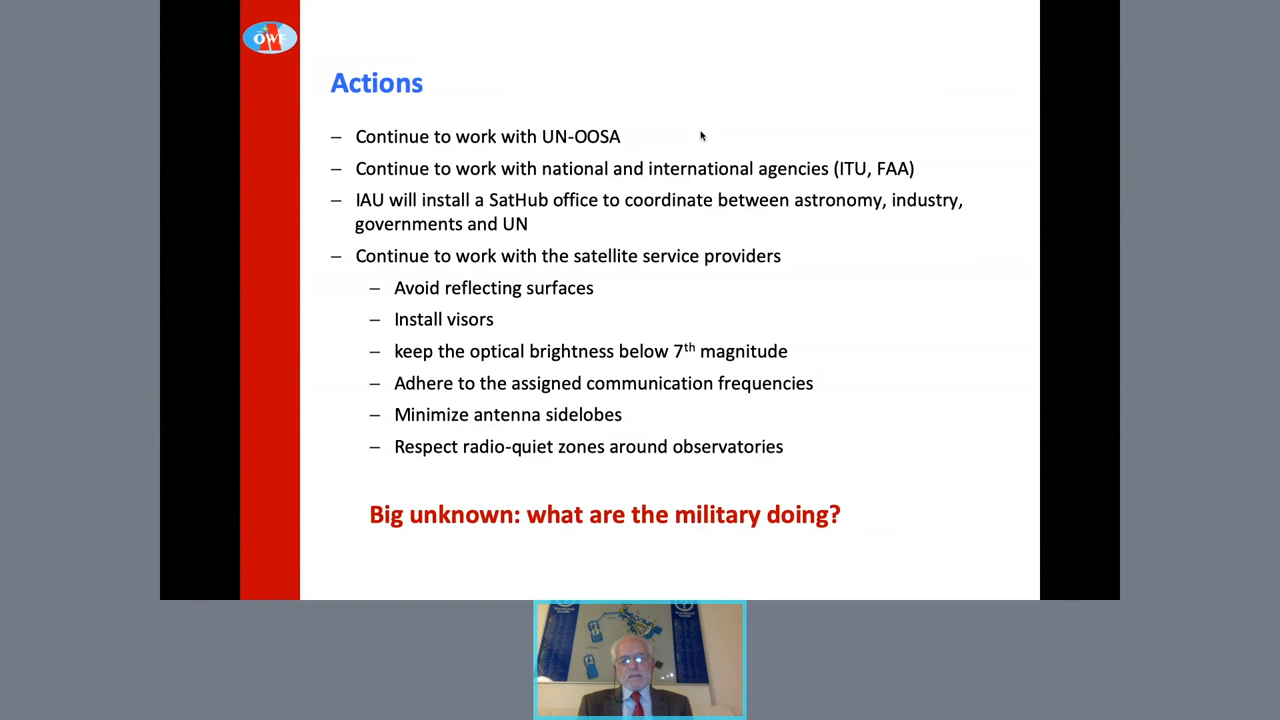 ÖWF
Actions
– Continue to work with UN-OOSA
– Continue to work with national and international agencies (ITU, FAA)
– IAU will install a SatHub office to coordinate between astronomy, industry,
governments and UN
– Continue to work with the satellite service providers
– Avoid reflecting surfaces
– Install visors
– keep the optical brightness below 7th magnitude
– Adhere to the assigned communication frequencies
– Minimize antenna sidelobes
– Respect radio-quiet zones around observatories
Big unknown: what are the military doing?